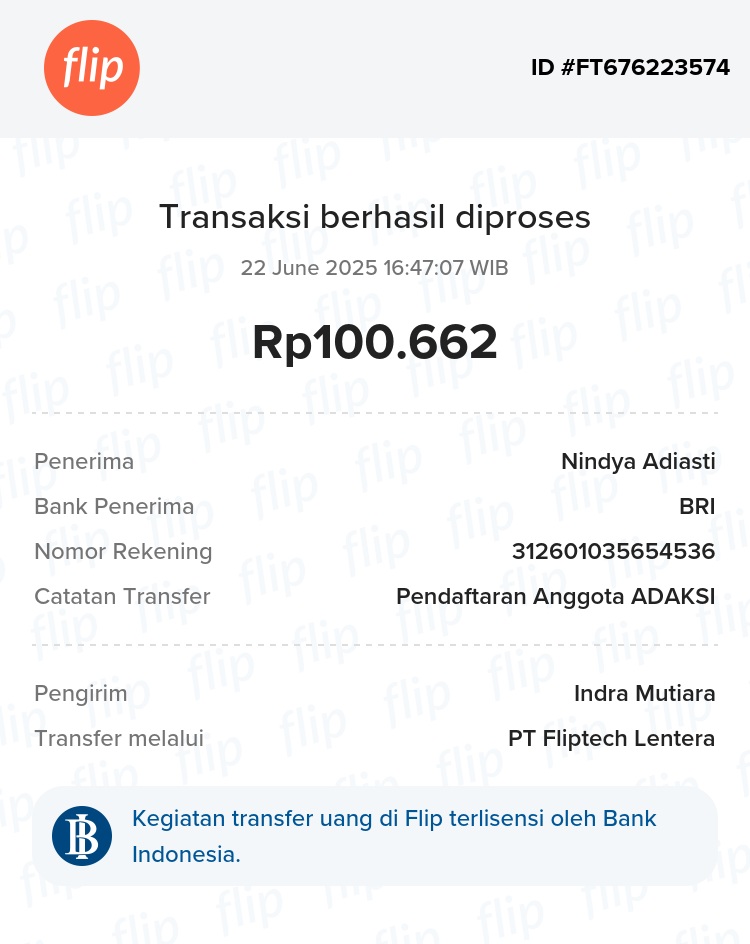 flip
ID #FT676223574
Transaksi berhasil diproses
22 June 2025 16:47:07 WIB
Rp100.662
Penerima Nindya Adiasti
Bank Penerima BRI
Nomor Rekening 312601035654536
Catatan Transfer Pendaftaran Anggota ADAKSI
Pengirim Indra Mutiara
Transfer melalui PT Fliptech Lentera
Kegiatan transfer uang di Flip terlisensi oleh Bank
Indonesia.